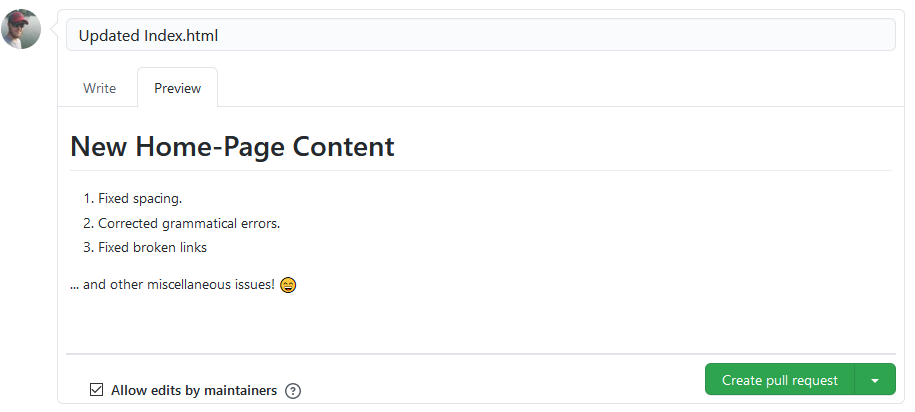 Updated Index.html
Write Preview
New Home-Page Content
1. Fixed spacing.
2. Corrected grammatical errors.
3. Fixed broken links
... and other miscellaneous issues! 😄
Create pull request
Allow edits by maintainers ?